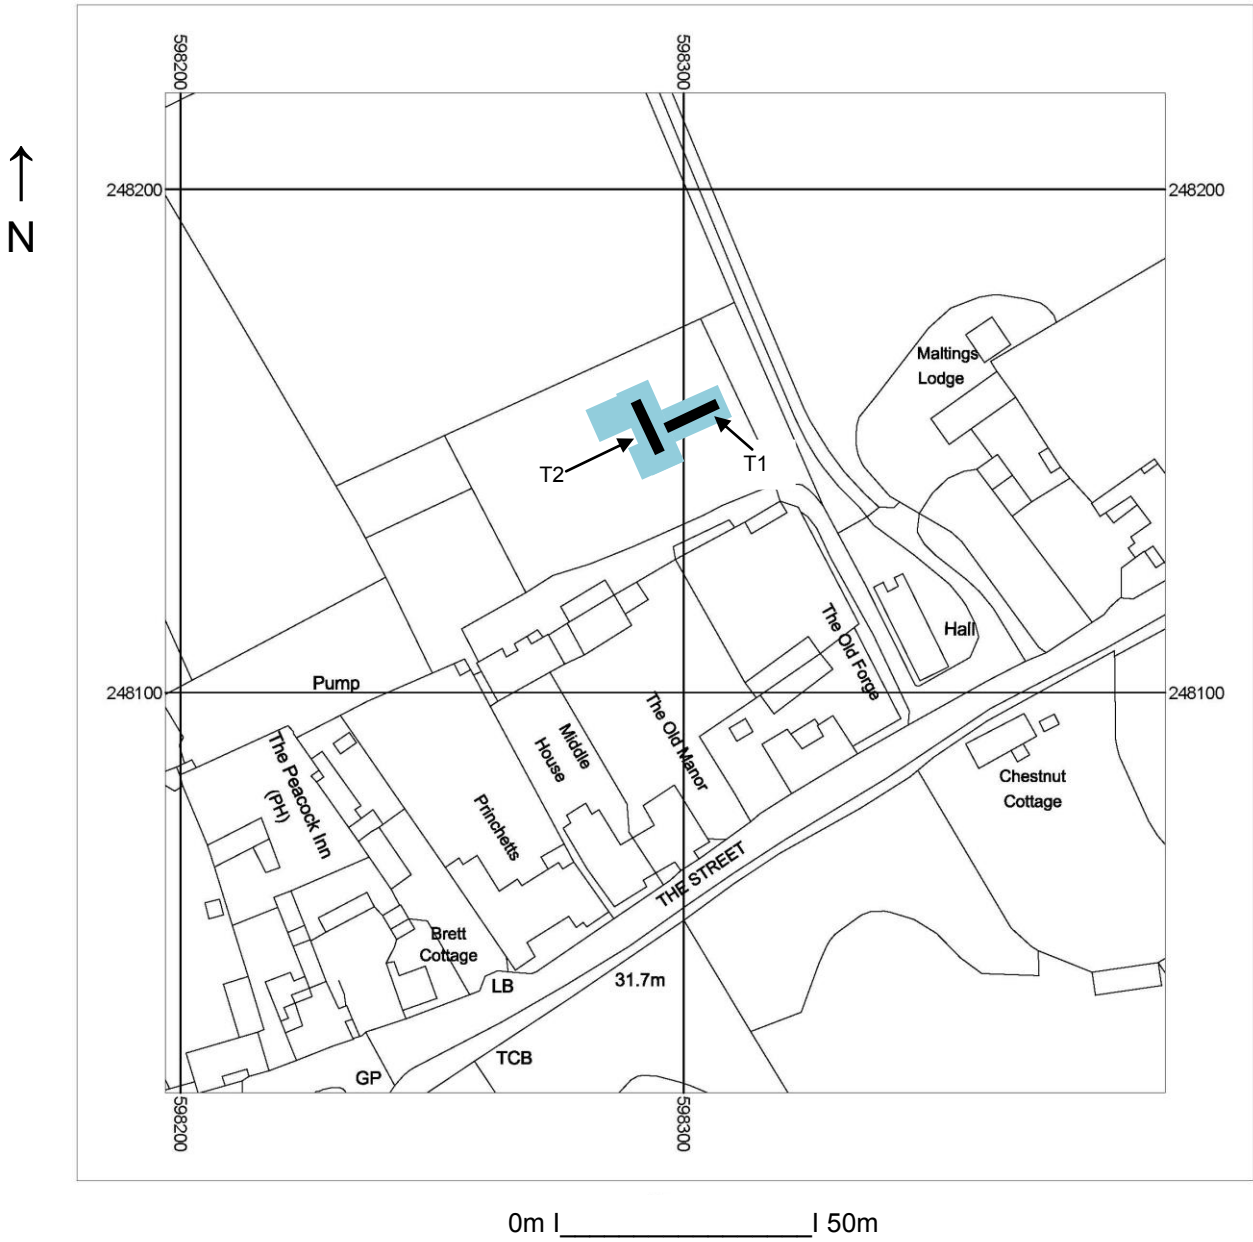 598200
598300
↑
N
248200
248200
Maltings
Lodge
T2
T1
Hall
The Old Forge
Pump
248100
248100
The Old Manor
Middle
House
The Peacock Inn
(PH)
Princhetts
Chestnut
Cottage
THE STREET
Brett
Cottage
LB
31.7m
TCB
GP
598200
598300
0m I__________________I 50m